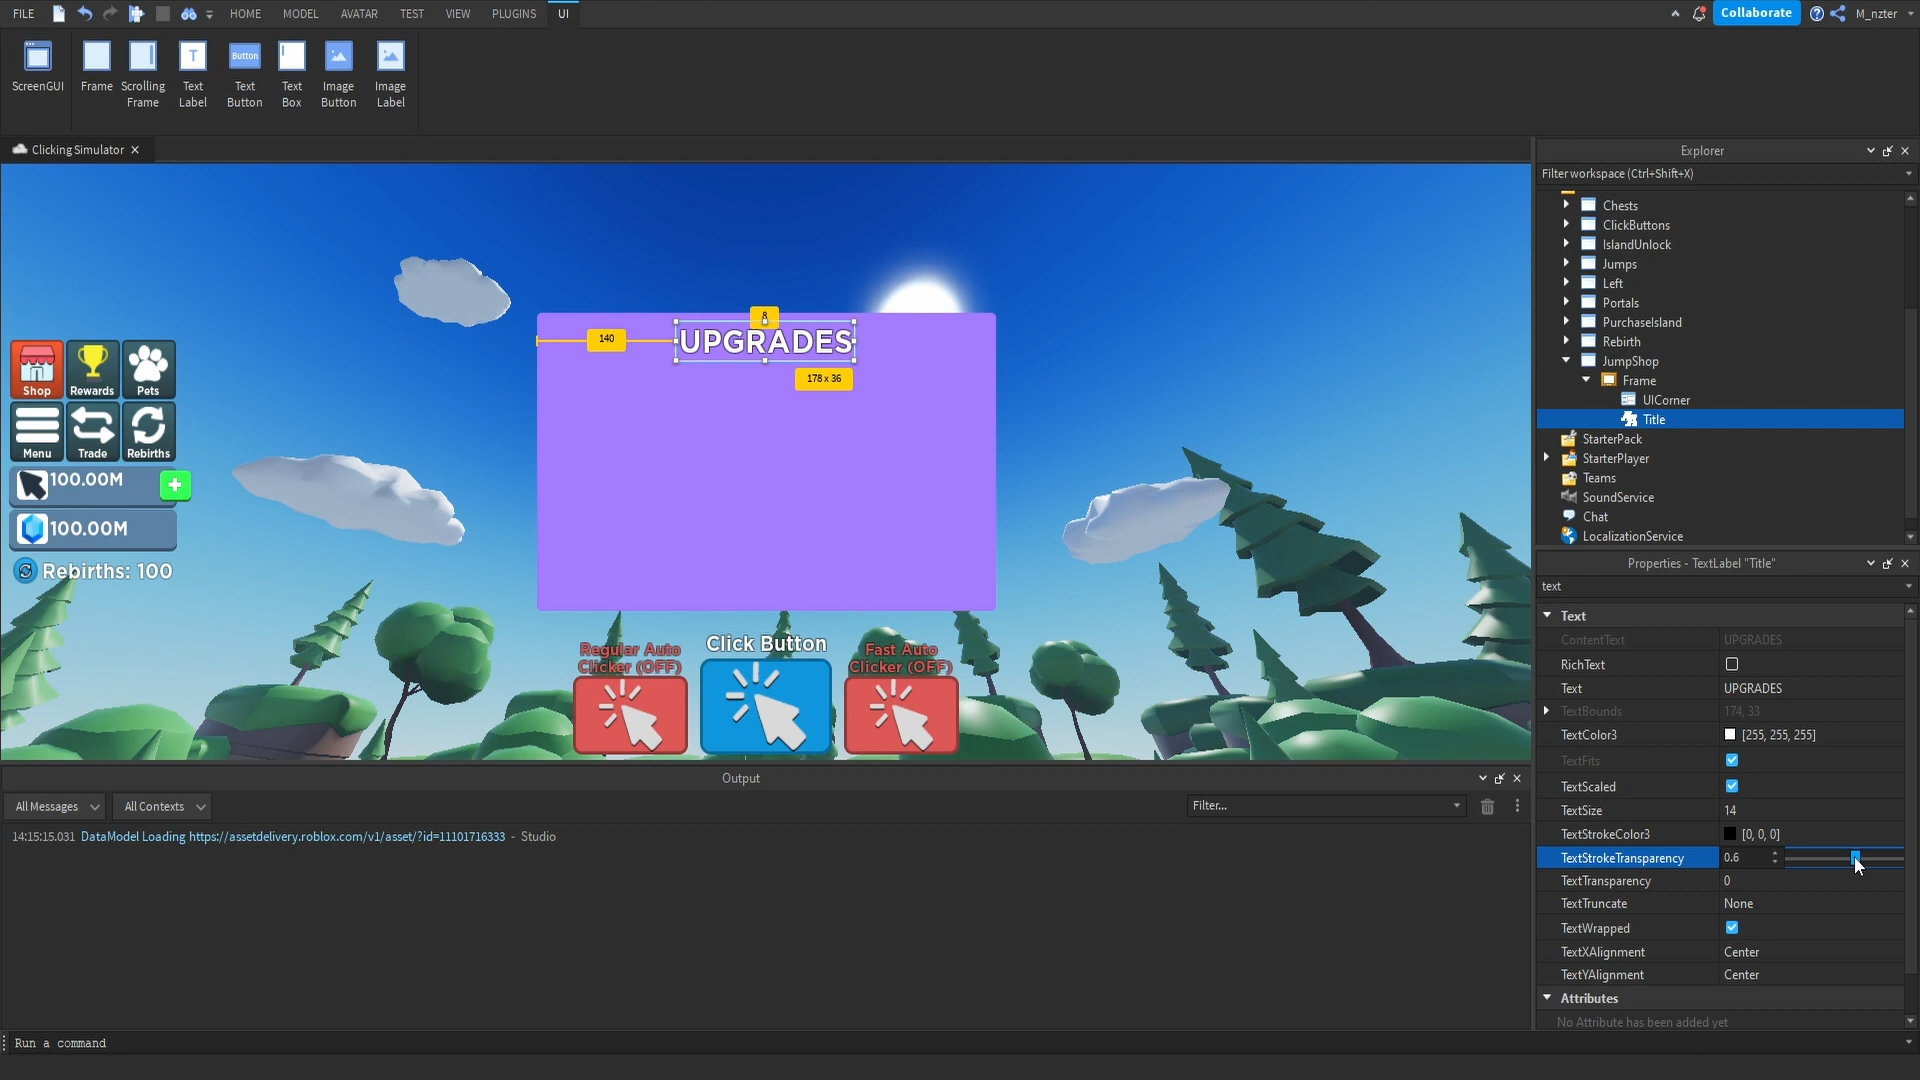 FILE HOME MODEL AVATAR TEST VIEW PLUGINS UI Collaborate M_nzter
ScreenGUI Frame Scrolling Frame Text Label Button Text Button Text Box Image Button Image Label
Clicking Simulator
8
140
UPGRADES
178 x 36
Shop Rewards Pets
Menu Trade Rebirths
100.00M
100.00M
Rebirths: 100
Regular Auto
Clicker (OFF)
Click Button
Fast Auto
Clicker (OFF)
Explorer
Filter workspace (Ctrl+Shift+X)
Chests
ClickButtons
IslandUnlock
Jumps
Left
Portals
PurchaseIsland
Rebirth
JumpShop
Frame
UICorner
Title
StarterPack
StarterPlayer
Teams
SoundService
Chat
LocalizationService
Properties - TextLabel "Title"
text
Text
ContentText UPGRADES
RichText
Text UPGRADES
TextBounds 174, 33
TextColor3 [255, 255, 255]
TextFits
TextScaled
TextSize 14
TextStrokeColor3 [0, 0, 0]
TextStrokeTransparency 0.6
TextTransparency 0
TextTruncate None
TextWrapped
TextXAlignment Center
TextYAlignment Center
Attributes
No Attribute has been added yet
Output
All Messages All Contexts Filter...
14:15:15.031 DataModel Loading https://assetdelivery.roblox.com/v1/asset/?id=11101716333 - Studio
Run a command